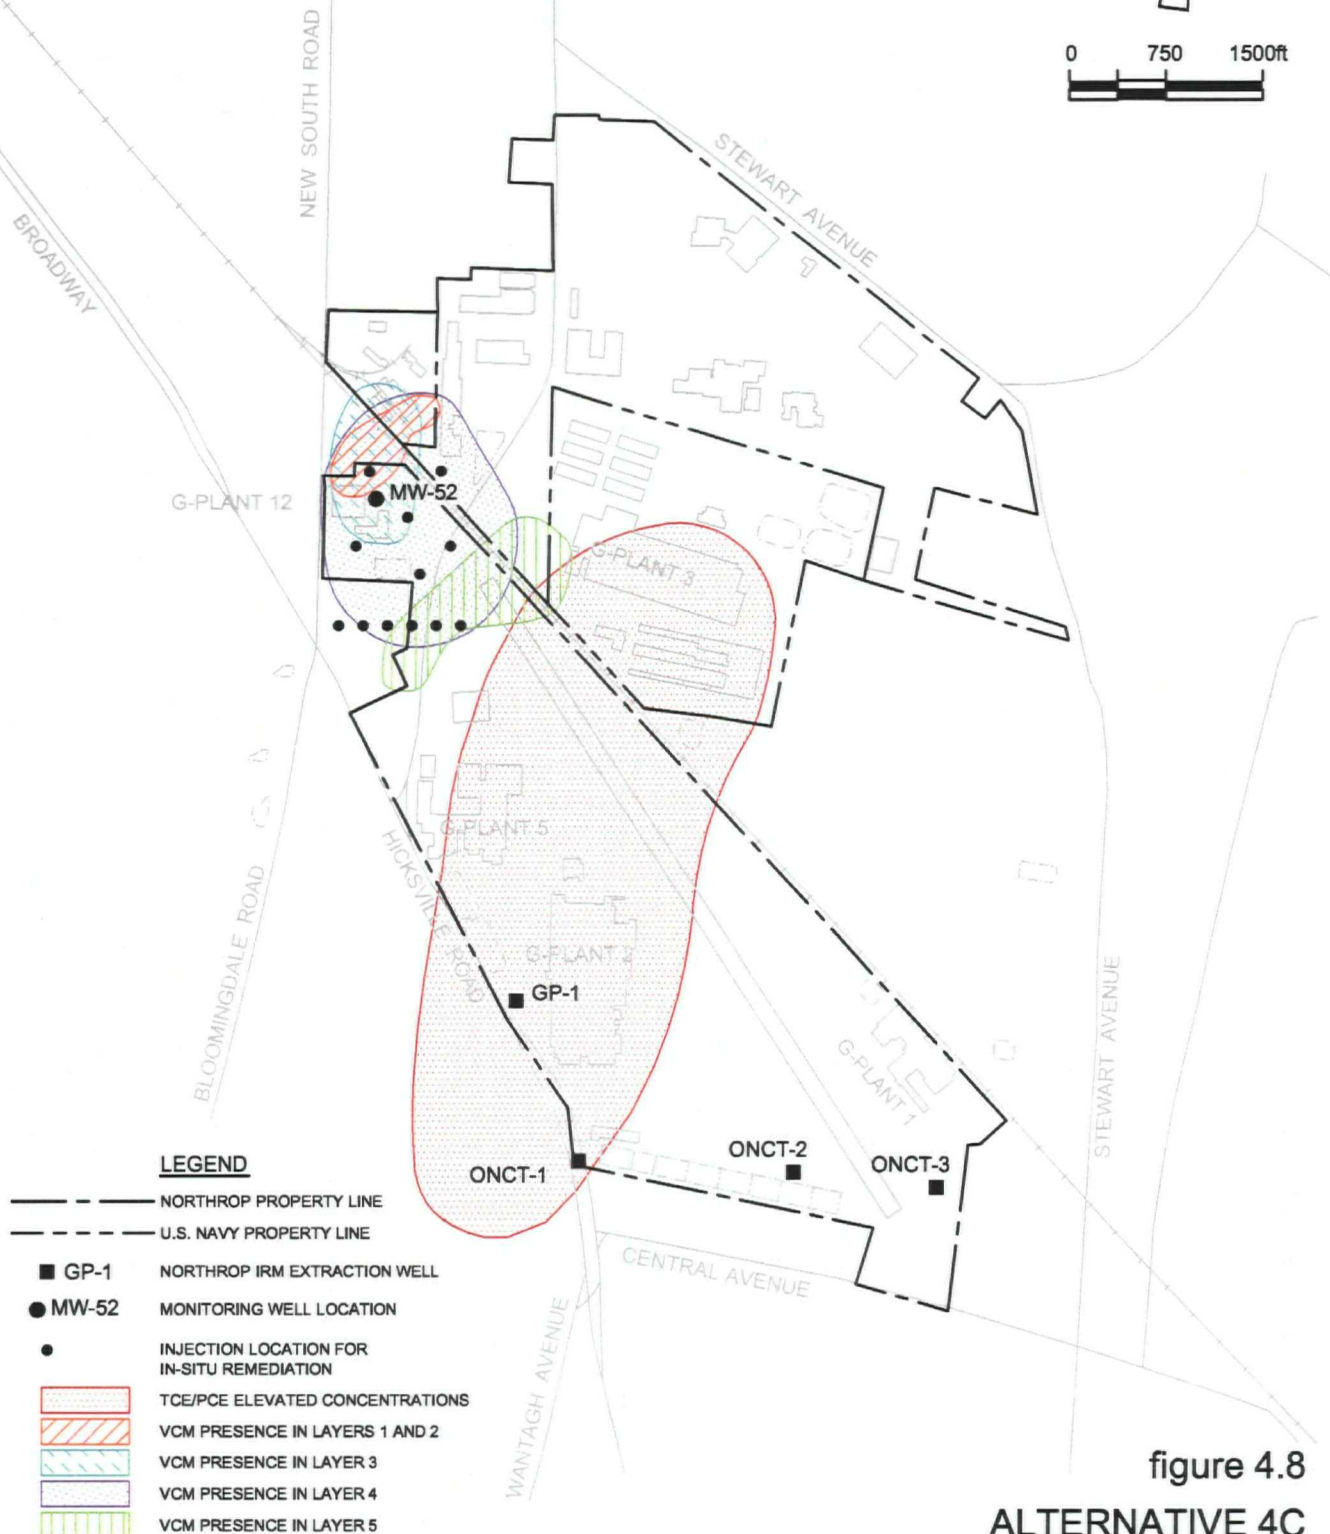 0 750 1500ft
NEW SOUTH ROAD
STEWART AVENUE
BROADWAY
G-PLANT 12
MW-52
G-PLANT 3
G-PLANT 5
HICKSVILLE ROAD
G-PLANT 2
GP-1
BLOOMINGDALE ROAD
G-PLANT 1
STEWART AVENUE
ONCT-1
ONCT-2
ONCT-3
CENTRAL AVENUE
WANTAGH AVENUE
LEGEND
NORTHROP PROPERTY LINE
U.S. NAVY PROPERTY LINE
GP-1 NORTHROP IRM EXTRACTION WELL
MW-52 MONITORING WELL LOCATION
INJECTION LOCATION FOR
IN-SITU REMEDIATION
TCE/PCE ELEVATED CONCENTRATIONS
VCM PRESENCE IN LAYERS 1 AND 2
VCM PRESENCE IN LAYER 3
VCM PRESENCE IN LAYER 4
VCM PRESENCE IN LAYER 5
figure 4.8
ALTERNATIVE 4C